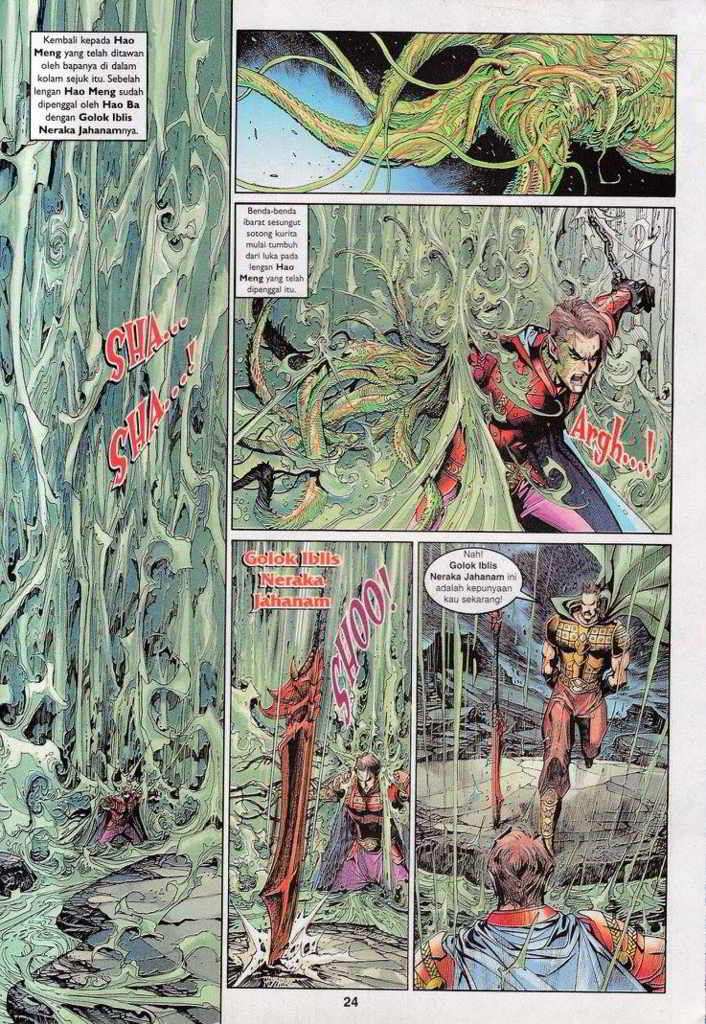 Kembali kepada Hao
Meng yang telah ditawan
oleh bapanya di dalam
kolam sejuk itu. Sebelah
lengan Hao Meng sudah
dipenggal oleh Hao Ba
dengan Golok Iblis
Neraka Jahanamnya.
SHA...
SHA...!
Benda-benda
ibarat sesungut
sotong kurita
mulai tumbuh
dari luka pada
lengan Hao
Meng yang telah
dipenggal itu.
Argh....!
Golok Iblis
Neraka
Jahanam
SHOO!
Nah!
Golok Iblis
Neraka Jahanam ini
adalah kepunyaan
kau sekarang!
24